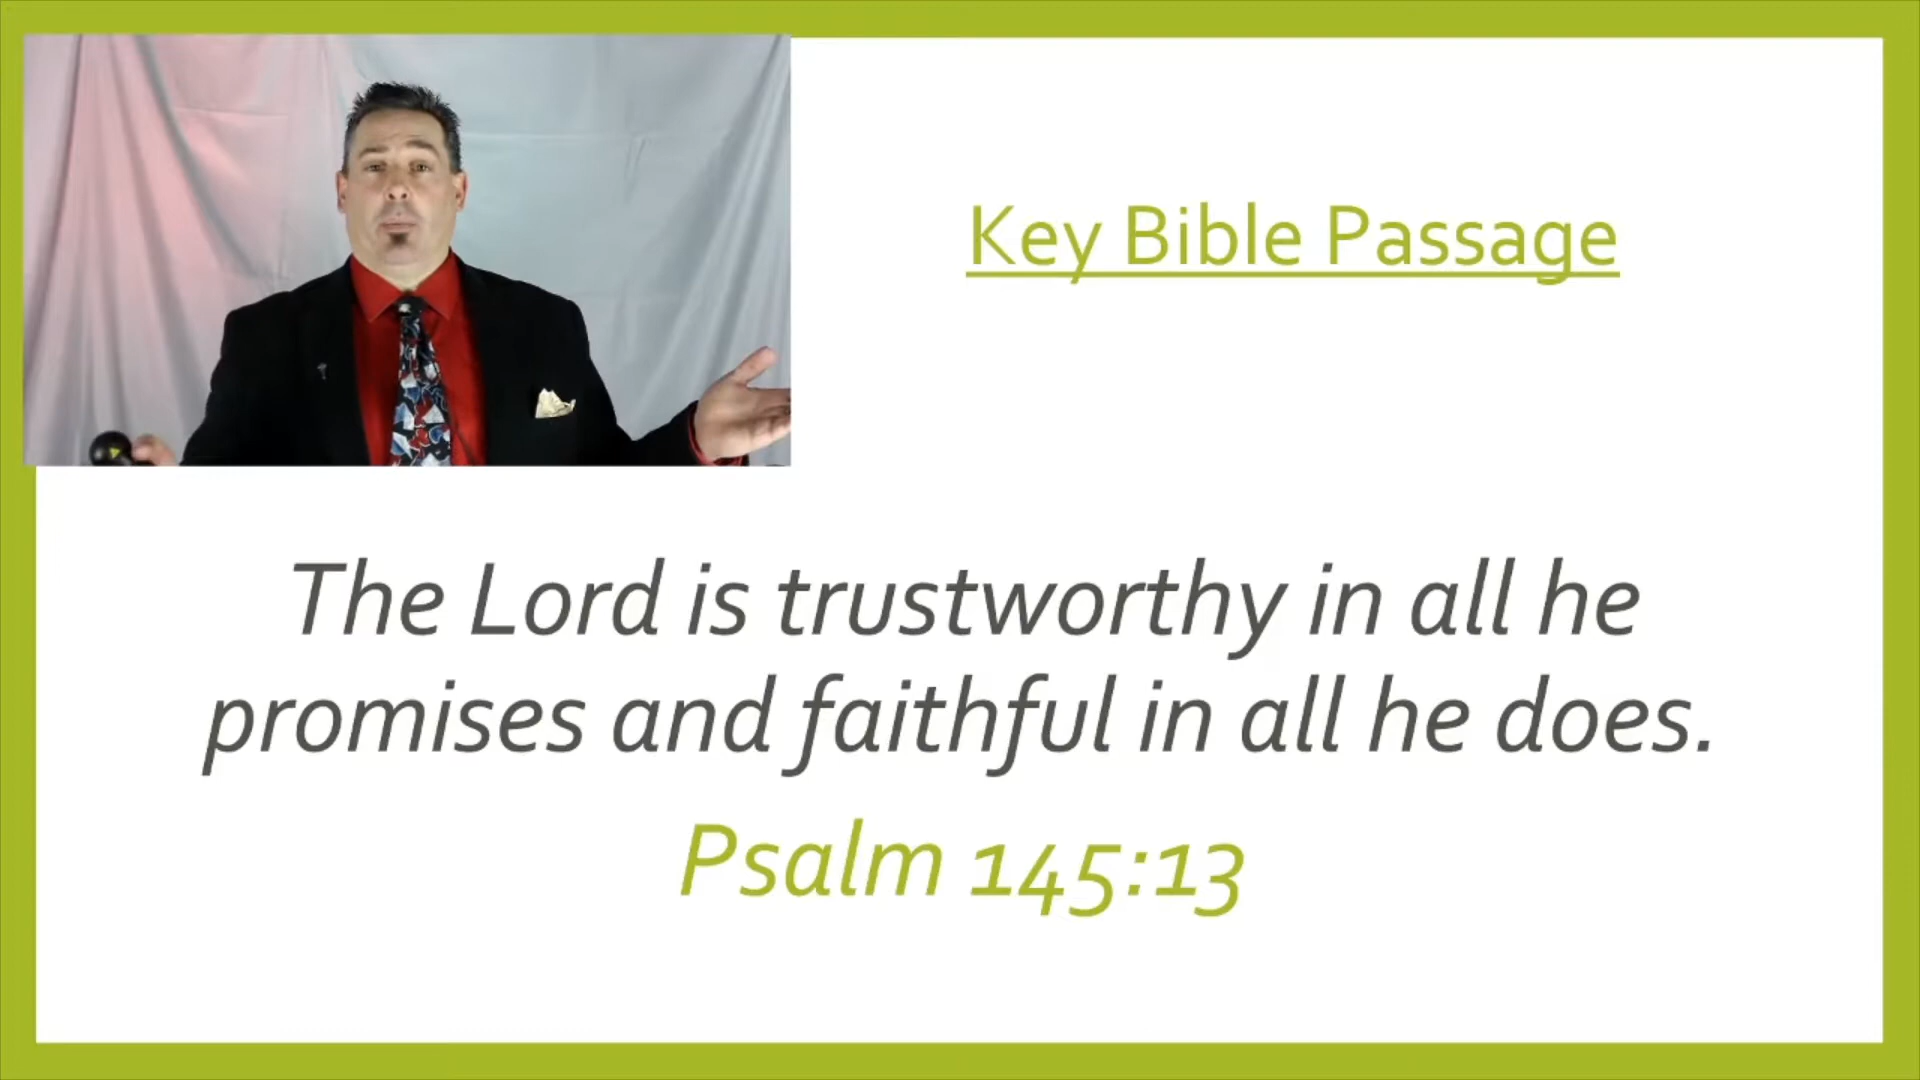 Key Bible Passage
The Lord is trustworthy in all he
promises and faithful in all he does.
Psalm 145:13